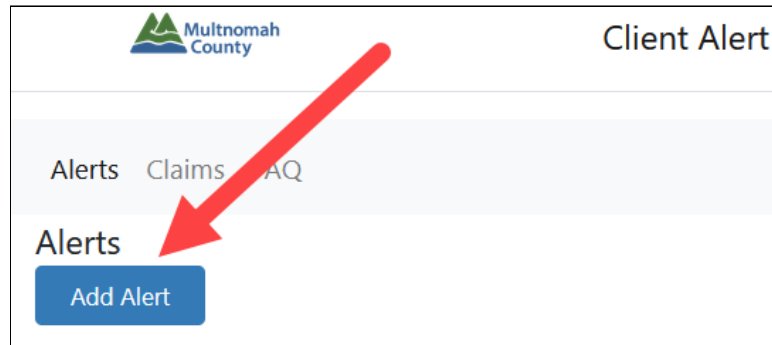 Multnomah
County
Client Alert
Alerts Claims AQ
Alerts
Add Alert